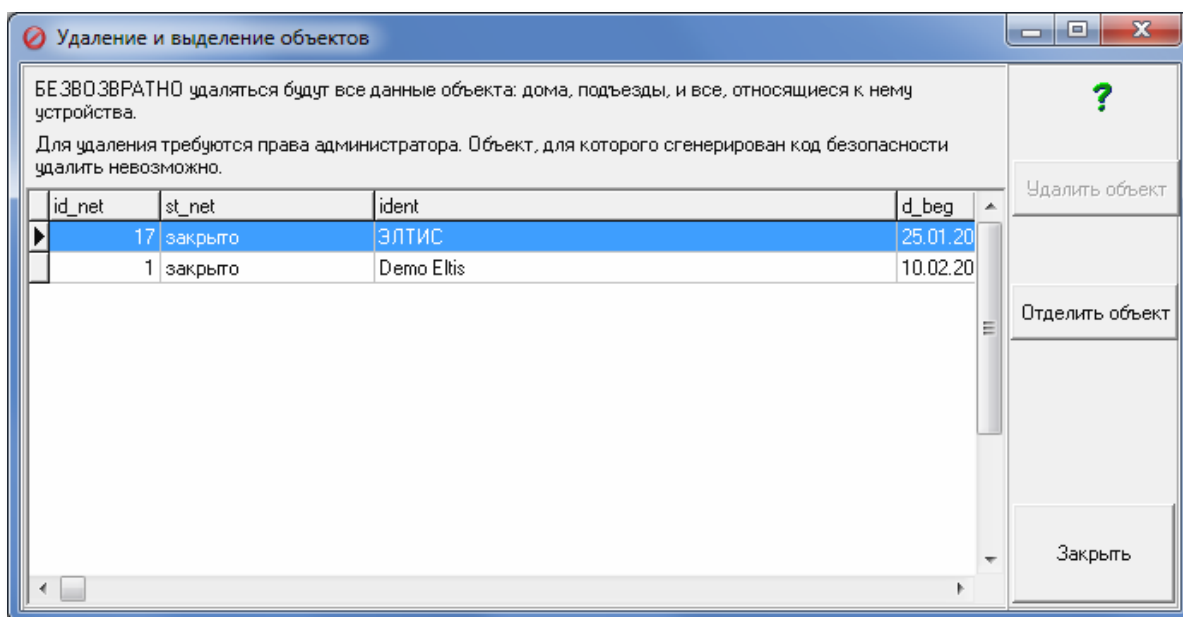 Удаление и выделение объектов
БЕЗВОЗВРАТНО удаляться будут все данные объекта: дома, подъезды, и все, относящиеся к нему
устройства.
Для удаления требуются права администратора. Объект, для которого сгенерирован код безопасности
удалить невозможно.
id_net st_net ident d_beg
17 закрыто ЭЛТИС 25.01.20
1 закрыто Demo Eltis 10.02.20
?
Удалить объект
Отделить объект
Закрыть